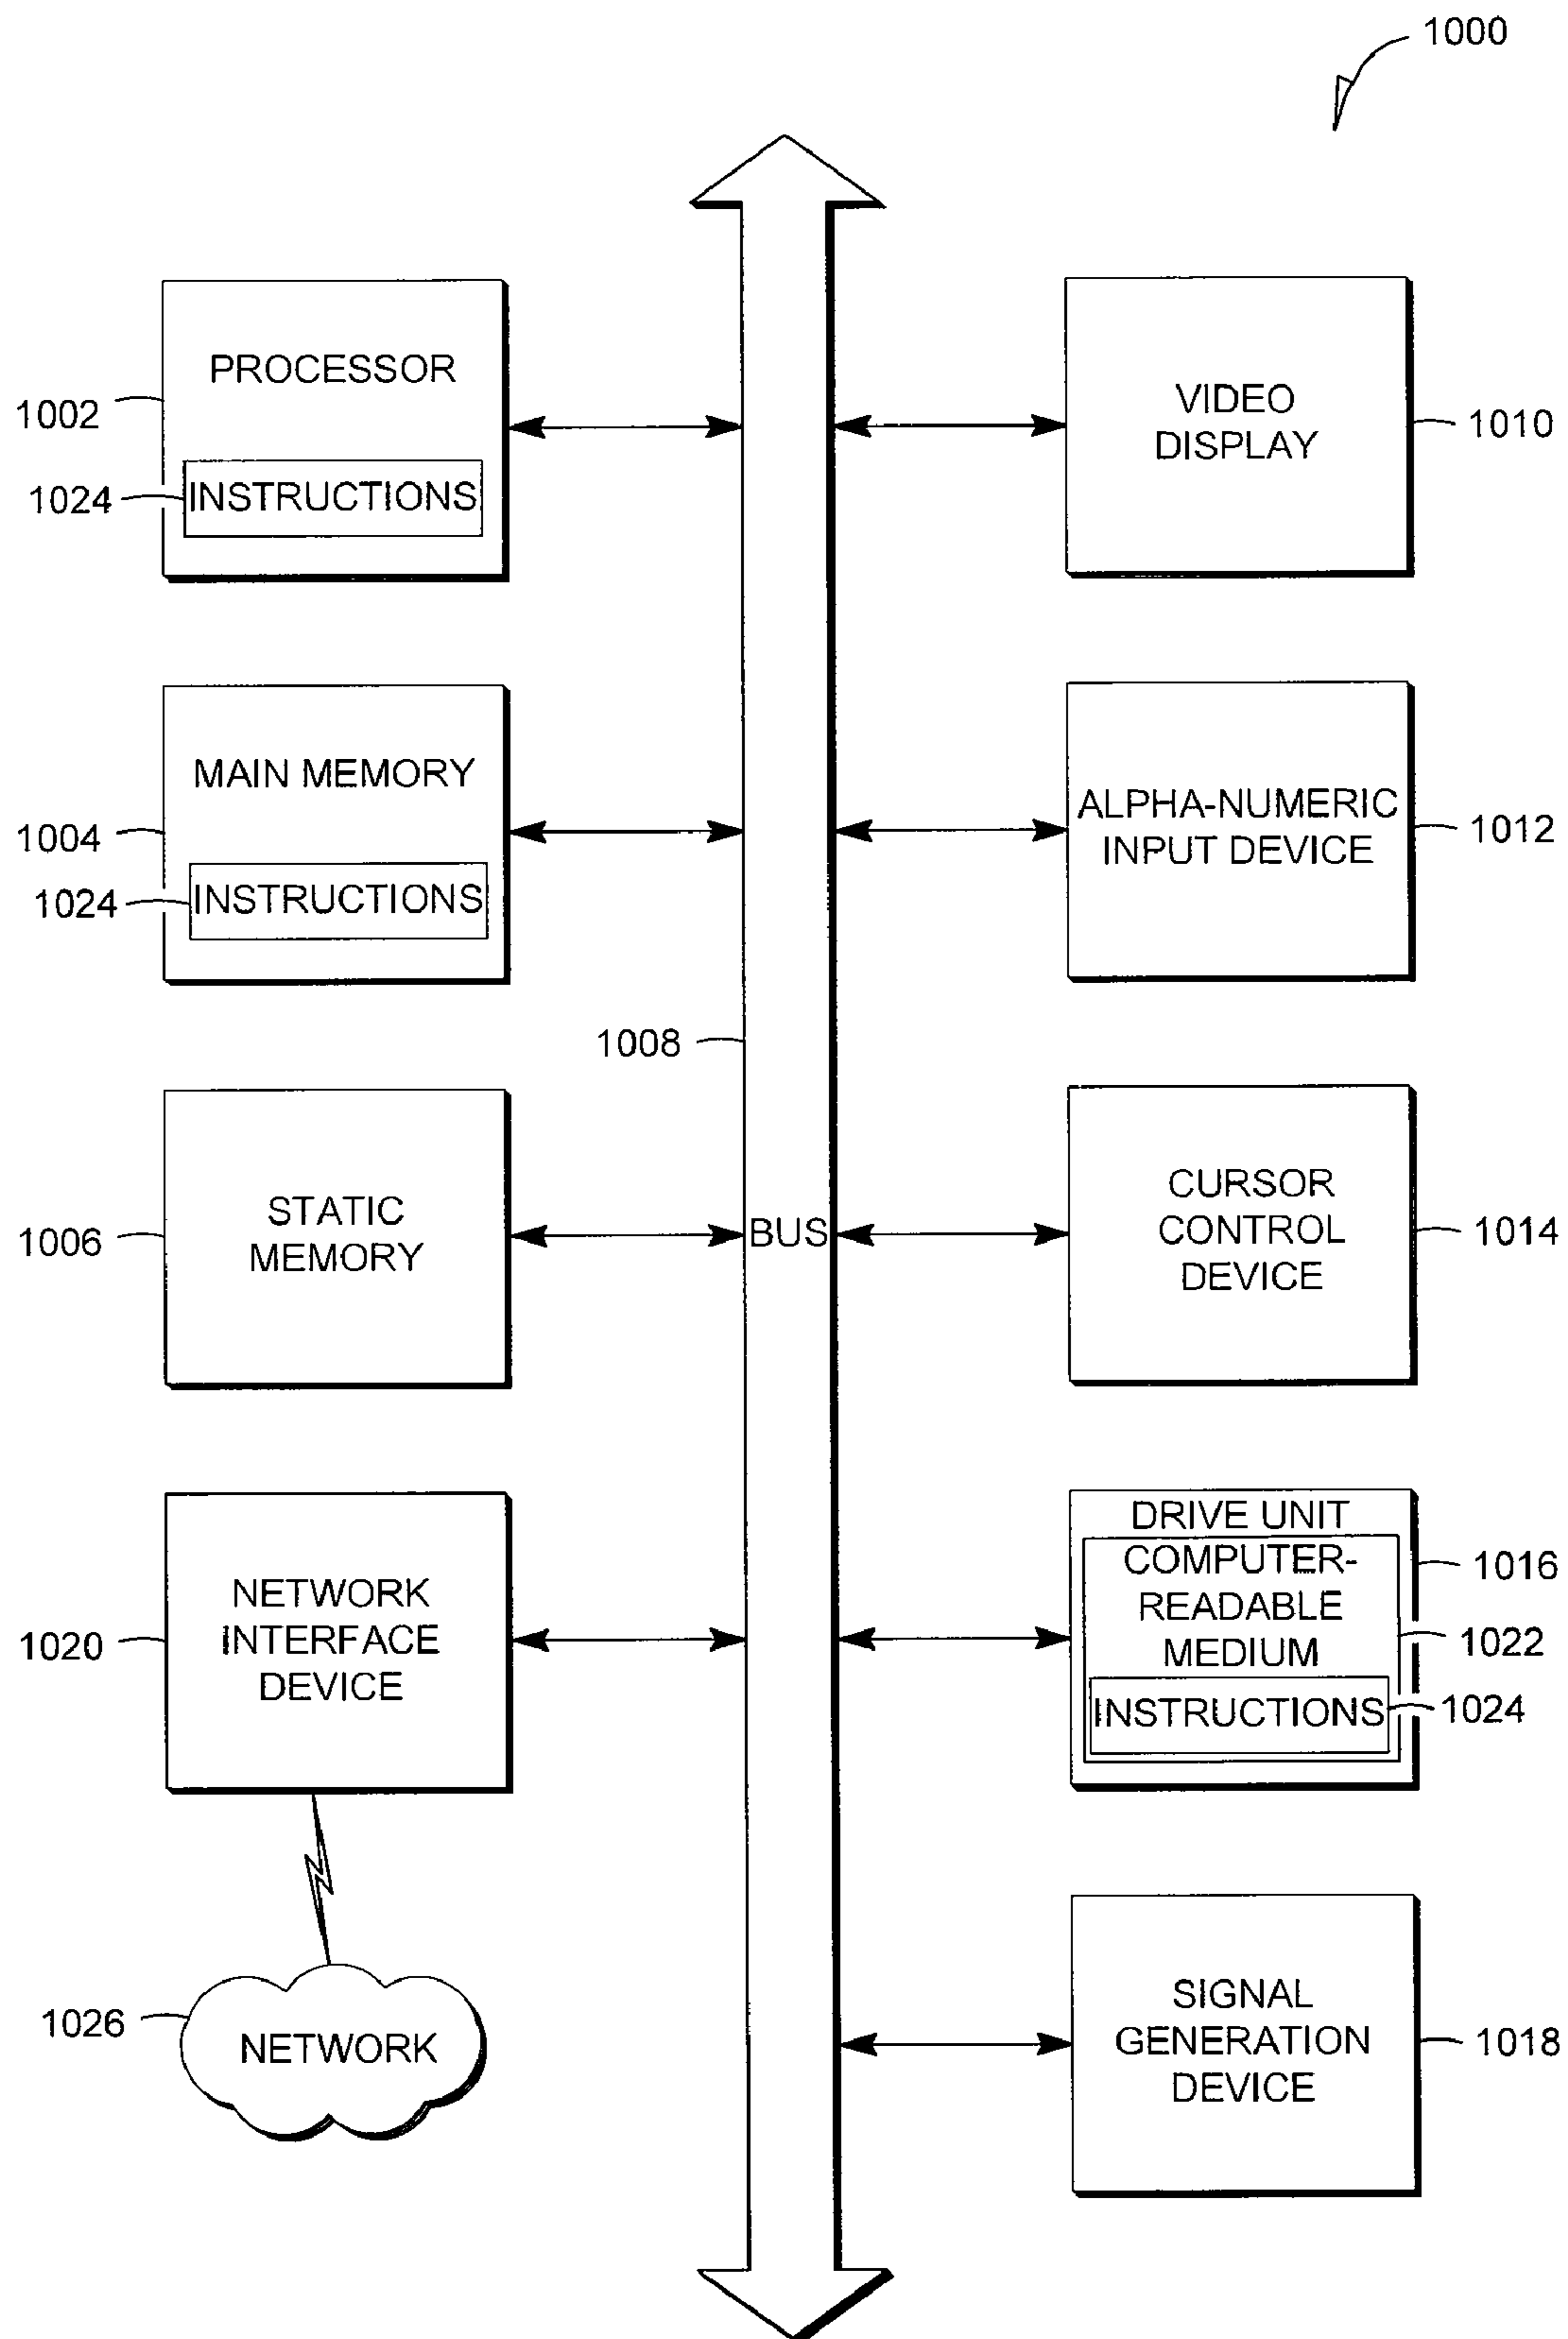 1000
PROCESSOR
1002
1024
INSTRUCTIONS
VIDEO
DISPLAY
1010
MAIN MEMORY
1004
1024
INSTRUCTIONS
ALPHA-NUMERIC
INPUT DEVICE
1012
1008
STATIC
MEMORY
1006
BUS
CURSOR
CONTROL
DEVICE
1014
NETWORK
INTERFACE
DEVICE
1020
DRIVE UNIT
COMPUTER-
READABLE
MEDIUM
1016
1022
INSTRUCTIONS
1024
1026
NETWORK
SIGNAL
GENERATION
DEVICE
1018